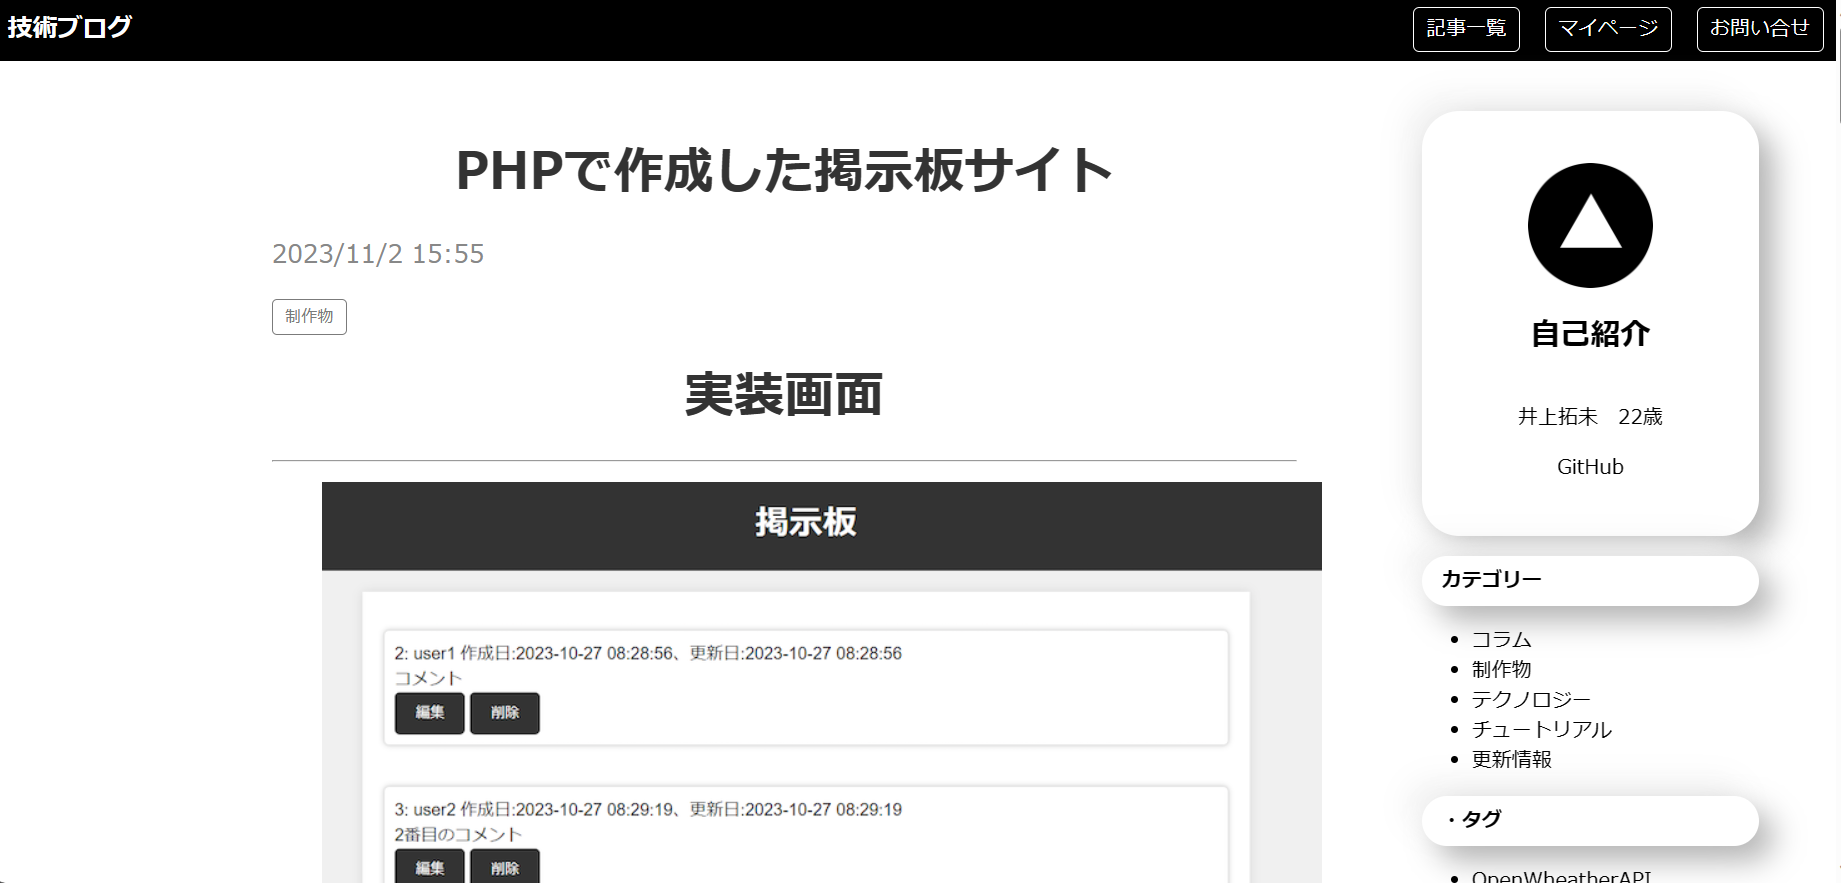 技術ブログ
記事一覧 マイページ お問い合せ
PHPで作成した掲示板サイト
2023/11/2 15:55
制作物
実装画面
掲示板
2: user1 作成日:2023-10-27 08:28:56、更新日:2023-10-27 08:28:56
コメント
編集 削除
3: user2 作成日:2023-10-27 08:29:19、更新日:2023-10-27 08:29:19
2番目のコメント
編集 削除
自己紹介
井上拓未　22歳
GitHub
カテゴリー
• コラム
• 制作物
• テクノロジー
• チュートリアル
• 更新情報
・タグ
• OpenWheatherAPI